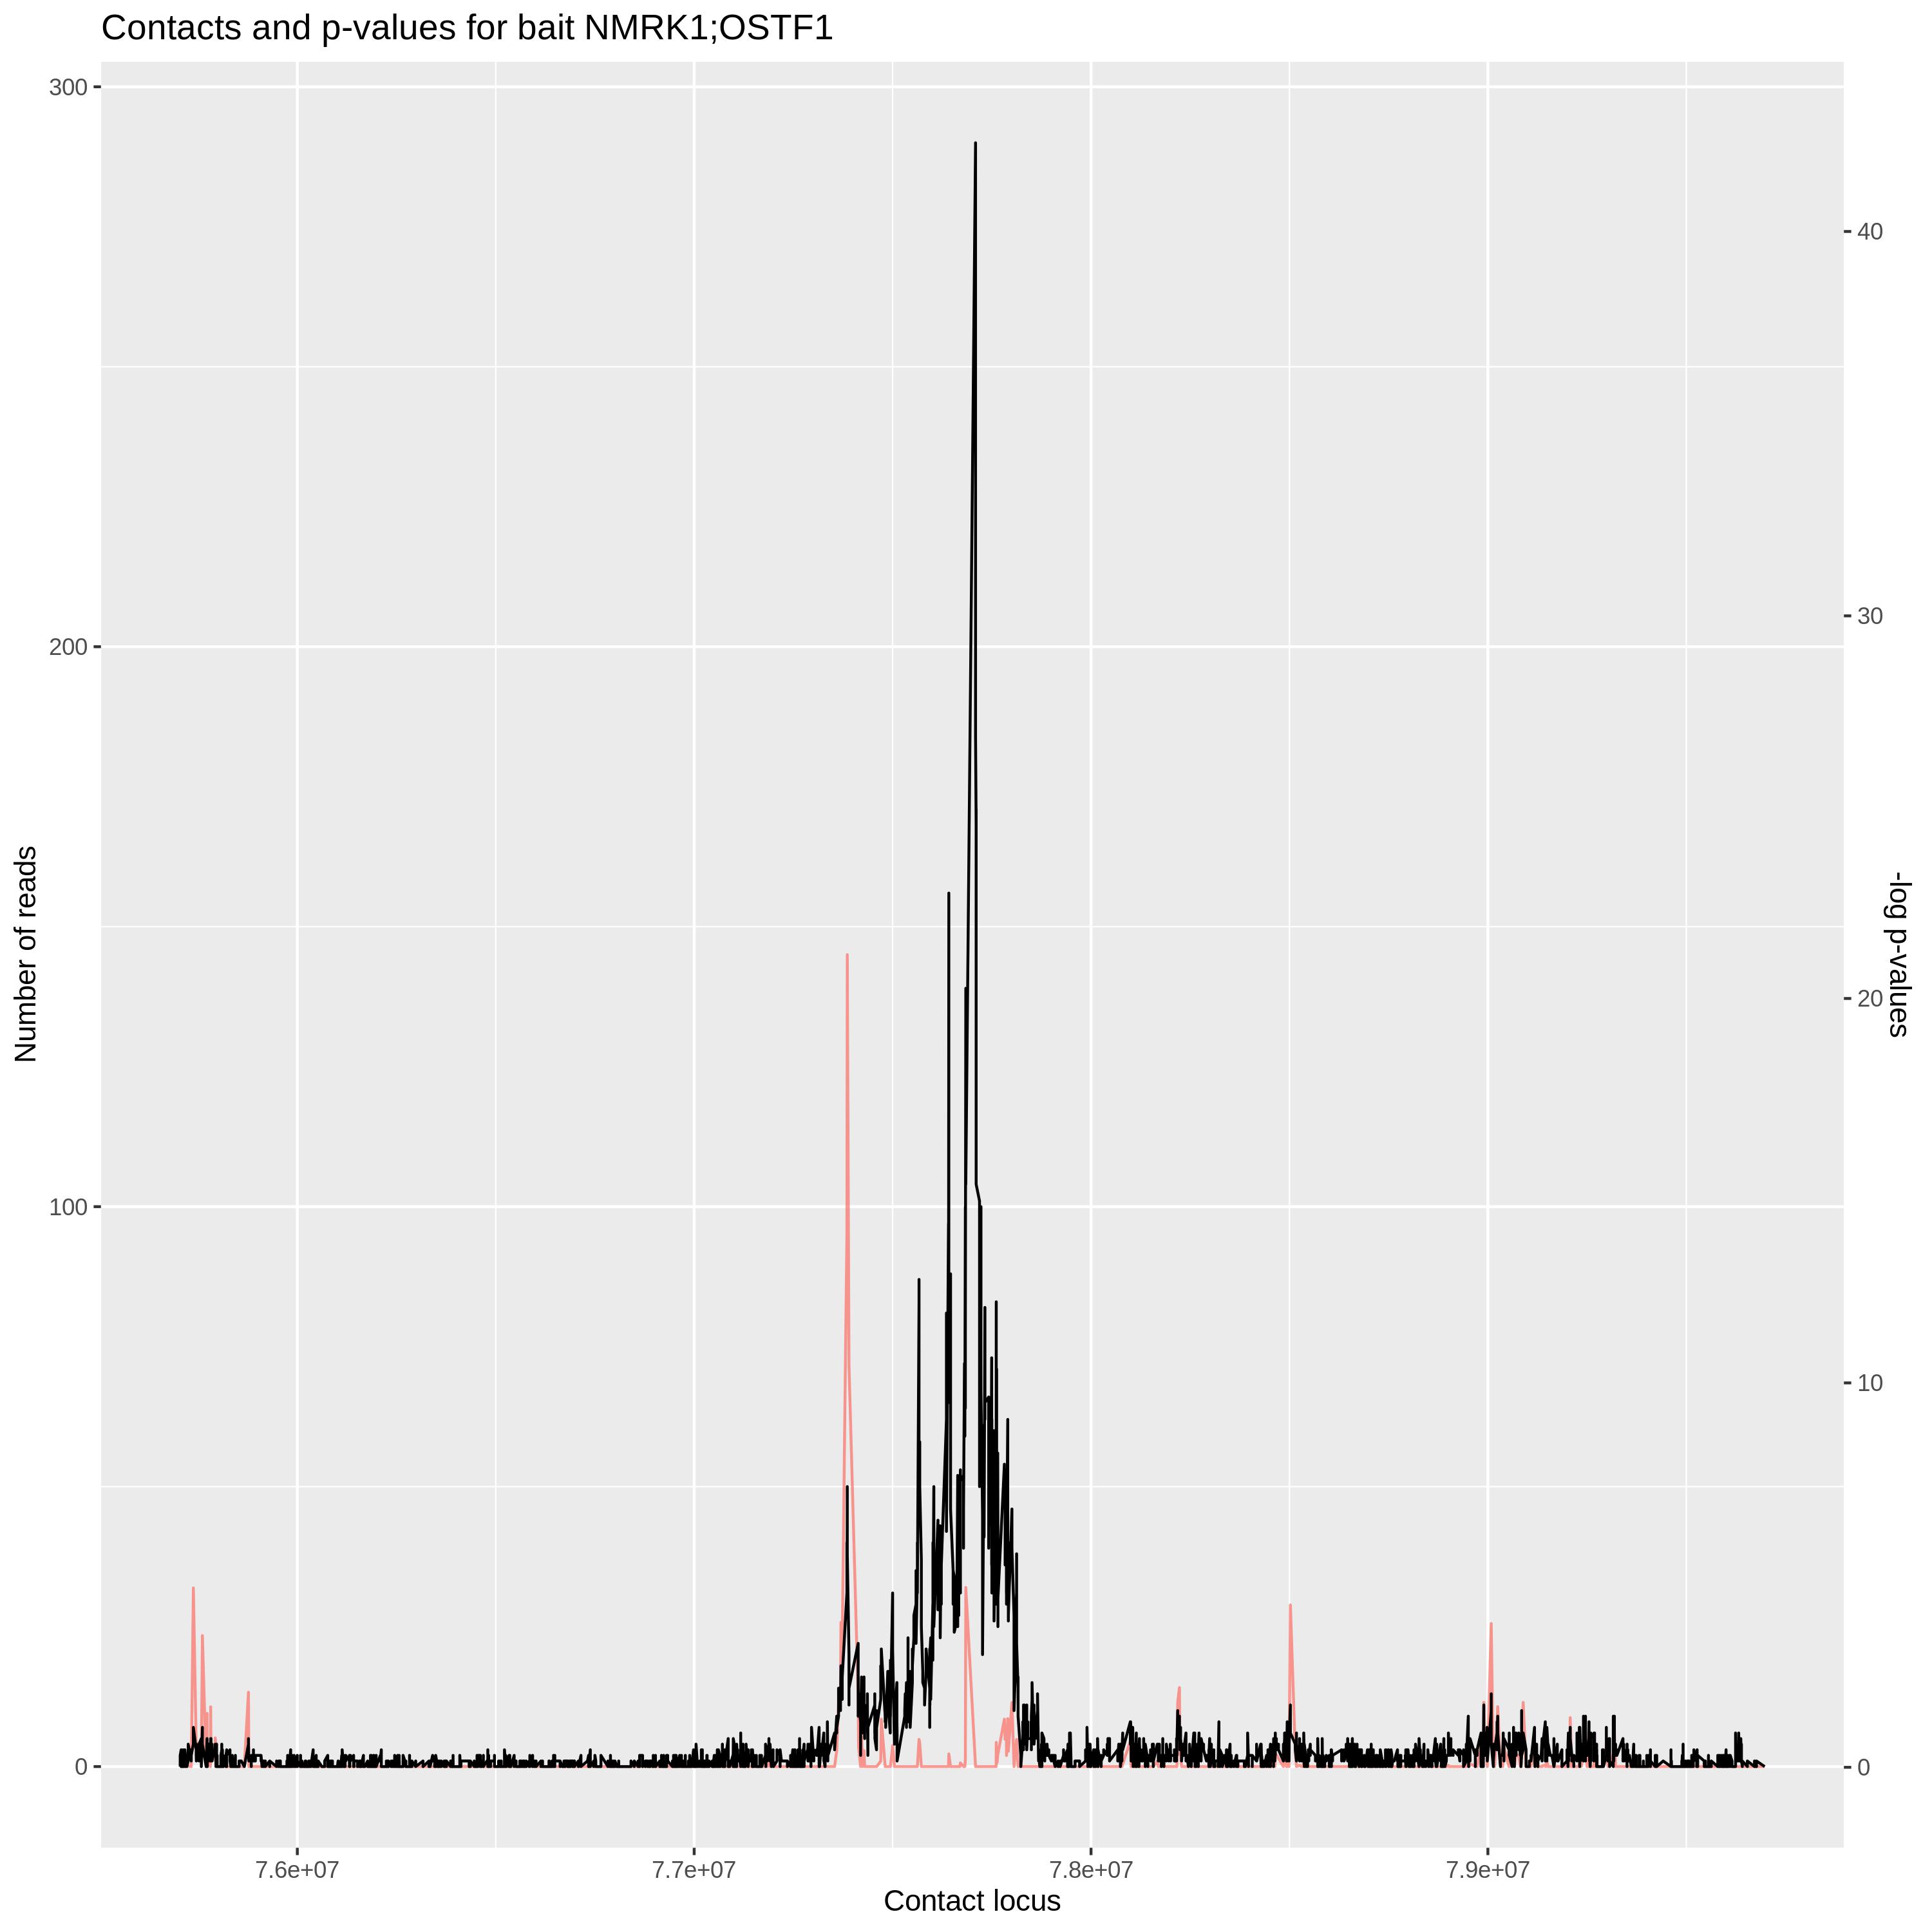 Contacts and p-values for bait NMRK1;OSTF1
300
200
100
0
Number of reads
40
30
20
10
0
-log p-values
7.6e+07
7.7e+07
7.8e+07
7.9e+07
Contact locus